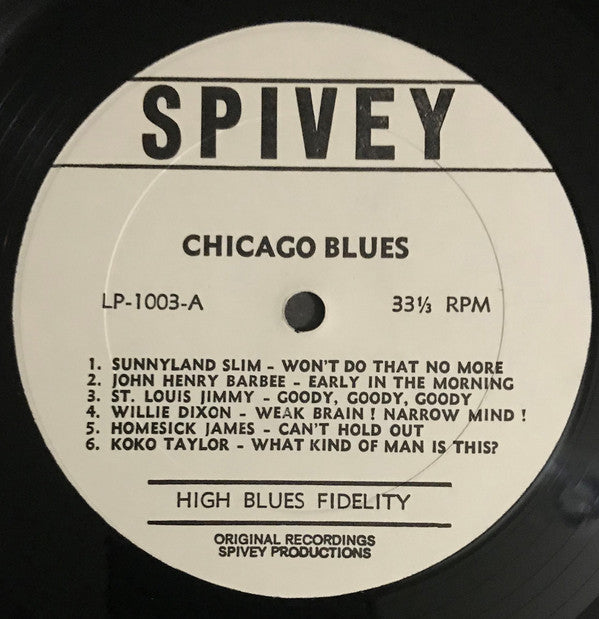 SPIVEY
CHICAGO BLUES
LP-1003-A 33⅓ RPM
1. SUNNYLAND SLIM - WON'T DO THAT NO MORE
2. JOHN HENRY BARBEE - EARLY IN THE MORNING
3. ST. LOUIS JIMMY - GOODY, GOODY, GOODY
4. WILLIE DIXON - WEAK BRAIN ! NARROW MIND !
5. HOMESICK JAMES - CAN'T HOLD OUT
6. KOKO TAYLOR - WHAT KIND OF MAN IS THIS?
HIGH BLUES FIDELITY
ORIGINAL RECORDINGS
SPIVEY PRODUCTIONS